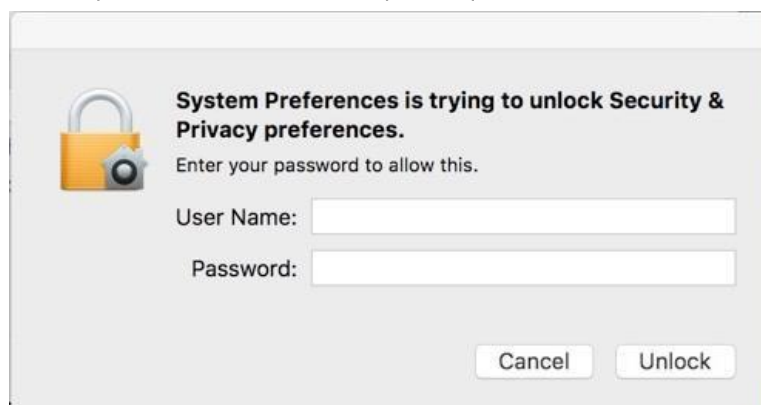 System Preferences is trying to unlock Security &
Privacy preferences.
Enter your password to allow this.
User Name:
Password:
Cancel Unlock